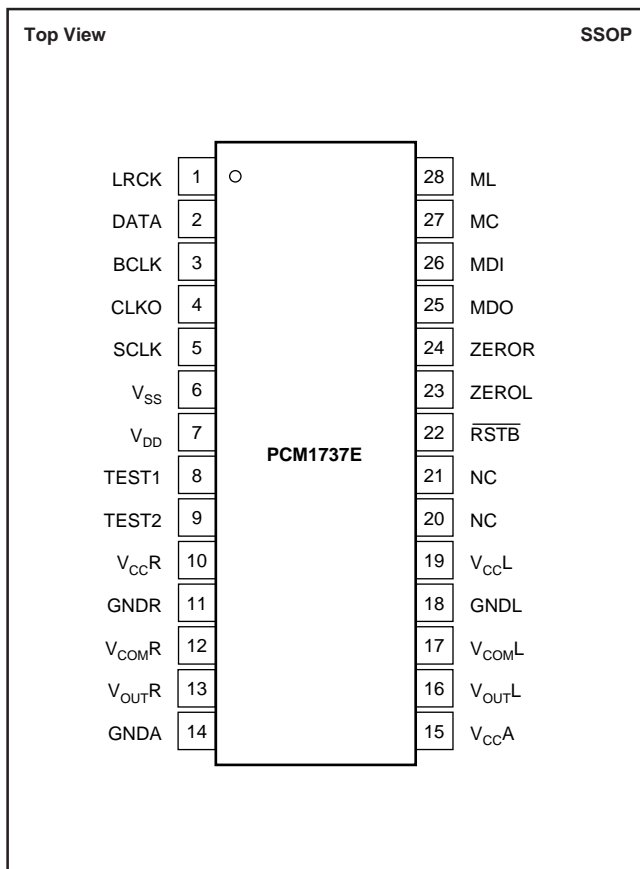 Top View SSOP
LRCK 1 28 ML
DATA 2 27 MC
BCLK 3 26 MDI
CLKO 4 25 MDO
SCLK 5 24 ZEROR
VSS 6 23 ZEROL
VDD 7 22 RSTB
PCM1737E
TEST1 8 21 NC
TEST2 9 20 NC
VCCR 10 19 VCCL
GNDR 11 18 GNDL
VCOMR 12 17 VCOML
VOUTR 13 16 VOUTL
GNDA 14 15 VCCA